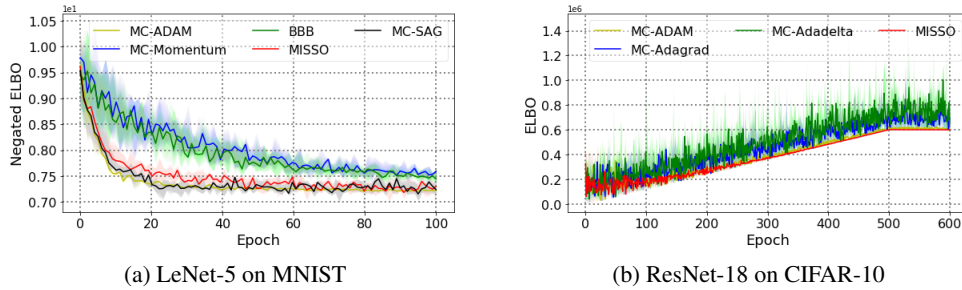 1e1
MC-ADAM BBB MC-SAG
MC-Momentum MISSO
Negated ELBO
1.05
1.00
0.95
0.90
0.85
0.80
0.75
0.70
0 20 40 60 80 100
Epoch
(a) LeNet-5 on MNIST
1e6
MC-ADAM MC-Adadelta MISSO
MC-Adagrad
ELBO
1.4
1.2
1.0
0.8
0.6
0.4
0.2
0.0
0 100 200 300 400 500 600
Epoch
(b) ResNet-18 on CIFAR-10